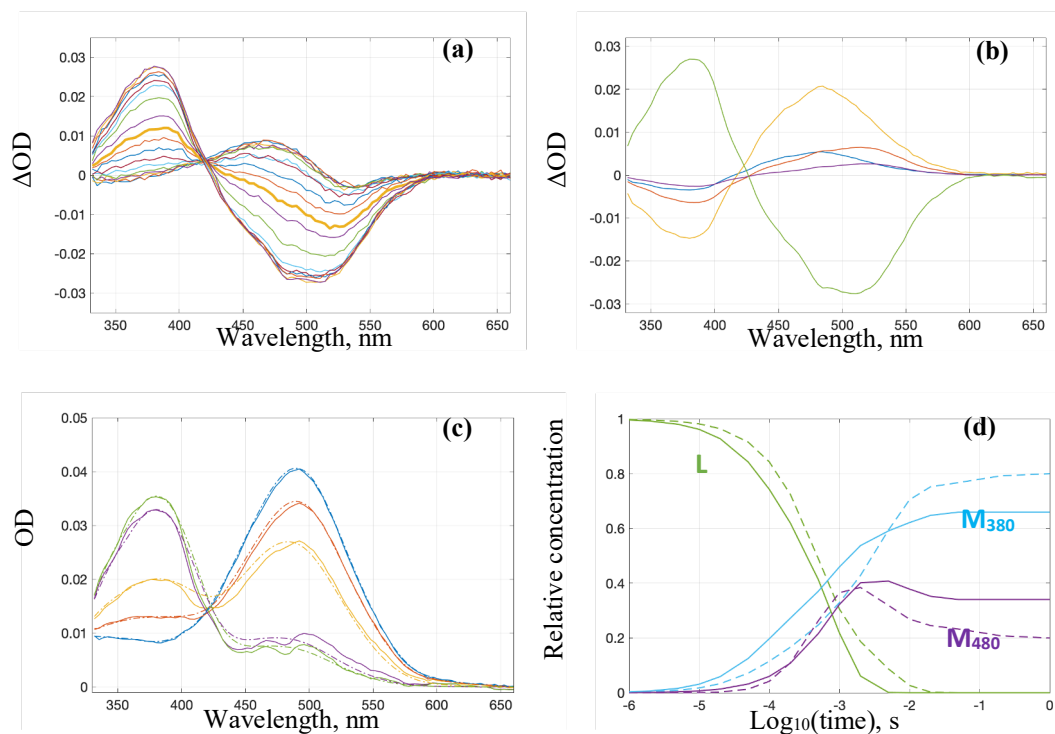 (a)
0.03
0.02
0.01
0
-0.01
-0.02
-0.03
ΔOD
350 400 450 500 550 600 650
Wavelength, nm
(b)
0.03
0.02
0.01
0
-0.01
-0.02
-0.03
ΔOD
350 400 450 500 550 600 650
Wavelength, nm
(c)
0.05
0.04
0.03
0.02
0.01
0
OD
350 400 450 500 550 600 650
Wavelength, nm
(d)
1
0.8
0.6
0.4
0.2
0
Relative concentration
L
M380
M480
-6 -5 -4 -3 -2 -1 0
Log10(time), s